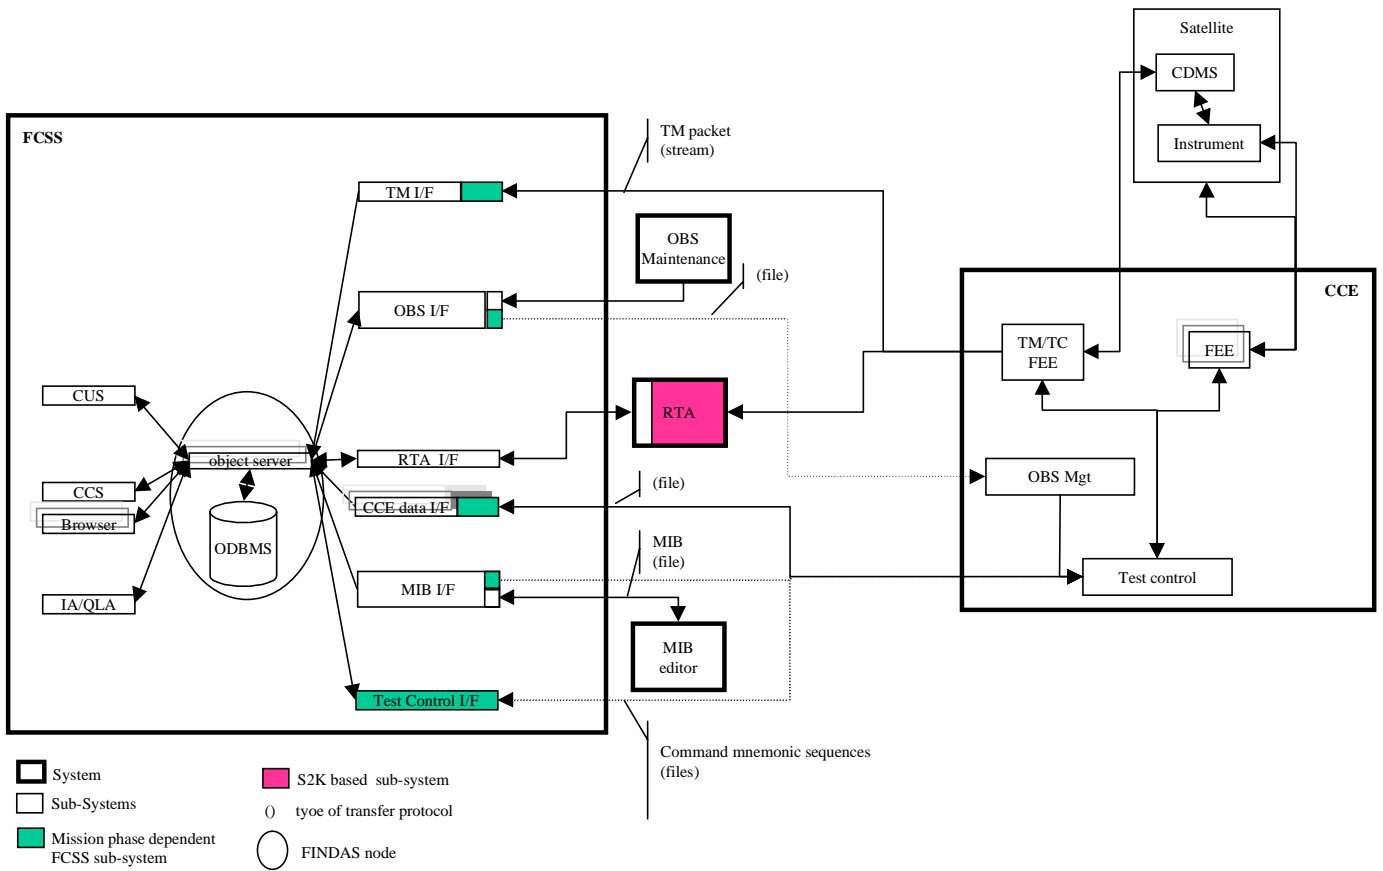 Satellite
CDMS
Instrument
FCSS
TM packet
(stream)
TM I/F
OBS
Maintenance
(file)
OBS I/F
CCE
TM/TC
FEE
FEE
CUS
RTA
object server
RTA I/F
OBS Mgt
CCS
(file)
CCE data I/F
Browser
ODBMS
MIB
(file)
MIB I/F
Test control
IA/QLA
MIB
editor
Test Control I/F
Command mnemonic sequences
(files)
System
S2K based sub-system
Sub-Systems
() tyoe of transfer protocol
Mission phase dependent
FCSS sub-system
FINDAS node